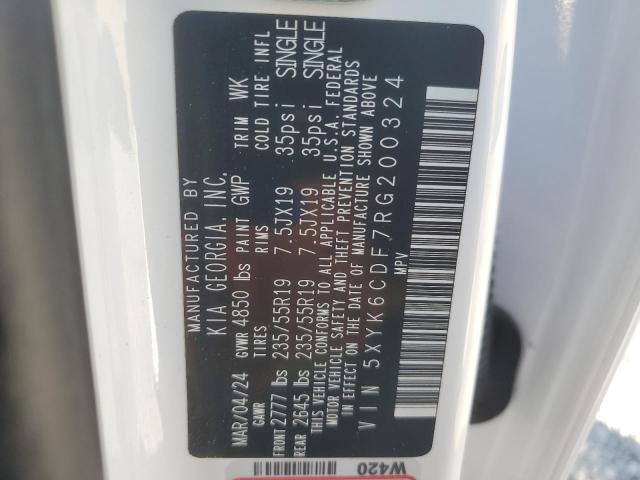 MANUFACTURED BY
KIA GEORGIA, INC.
MAR/04/24 GVWR 4850 lbs PAINT GWP TRIM WK
GAWR TIRES RIMS COLD TIRE INFL
FRONT 2777 lbs 235/55R19 7.5JX19 35psi SINGLE
REAR 2645 lbs 235/55R19 7.5JX19 35psi SINGLE
THIS VEHICLE CONFORMS TO ALL APPLICABLE U.S.A. FEDERAL
MOTOR VEHICLE SAFETY AND THEFT PREVENTION STANDARDS
IN EFFECT ON THE DATE OF MANUFACTURE SHOWN ABOVE
VIN 5XYK6CDF7RG200324
MPV
W420